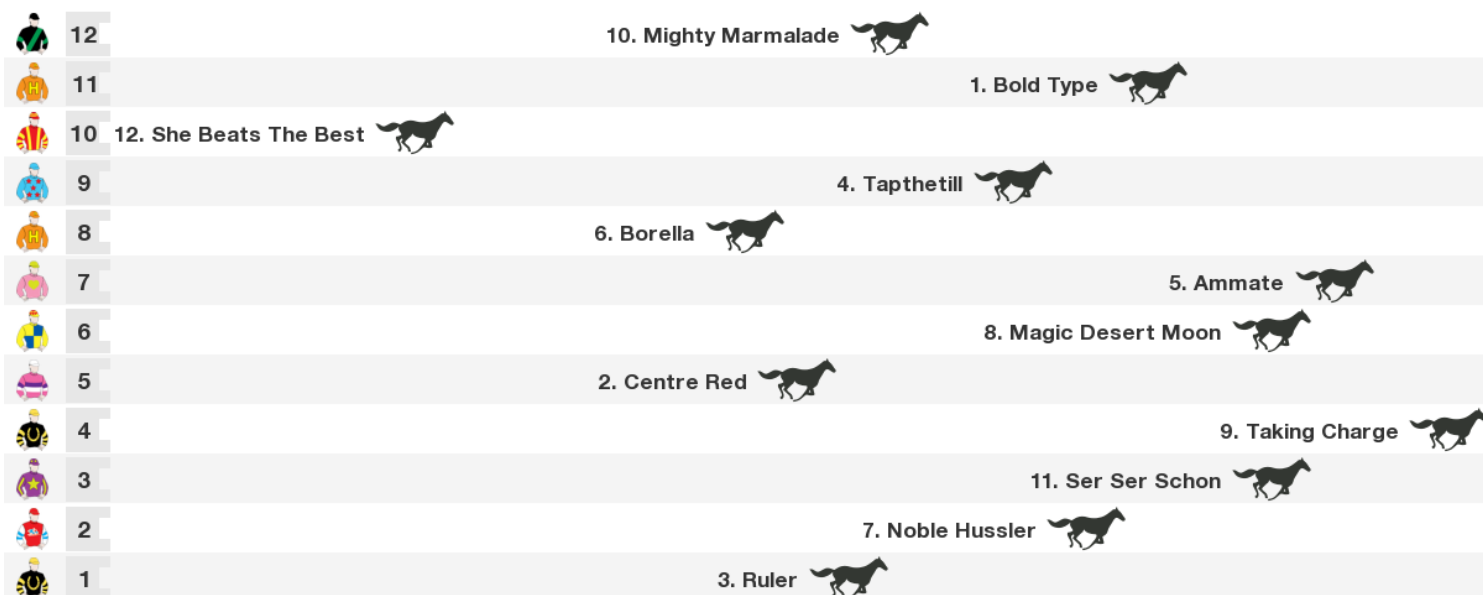 12 10. Mighty Marmalade
H 11 1. Bold Type
10 12. She Beats The Best
9 4. Tapthetill
H 8 6. Borella
7 5. Ammate
6 8. Magic Desert Moon
5 2. Centre Red
4 9. Taking Charge
3 11. Ser Ser Schon
2 7. Noble Hussler
1 3. Ruler